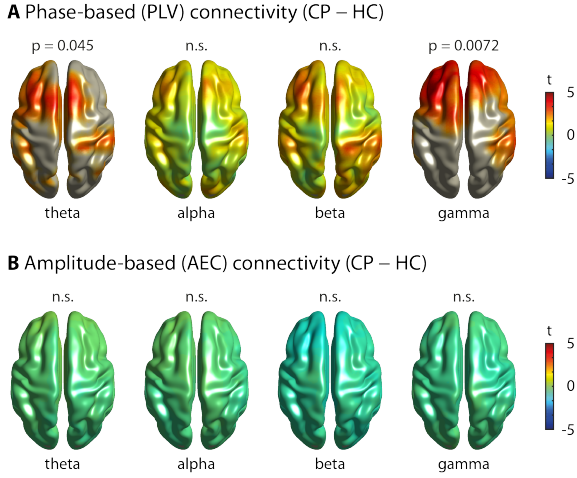 A Phase-based (PLV) connectivity (CP – HC)
p = 0.045 n.s. n.s. p = 0.0072
t
5
0
-5
theta alpha beta gamma
B Amplitude-based (AEC) connectivity (CP – HC)
n.s. n.s. n.s. n.s.
t
5
0
-5
theta alpha beta gamma